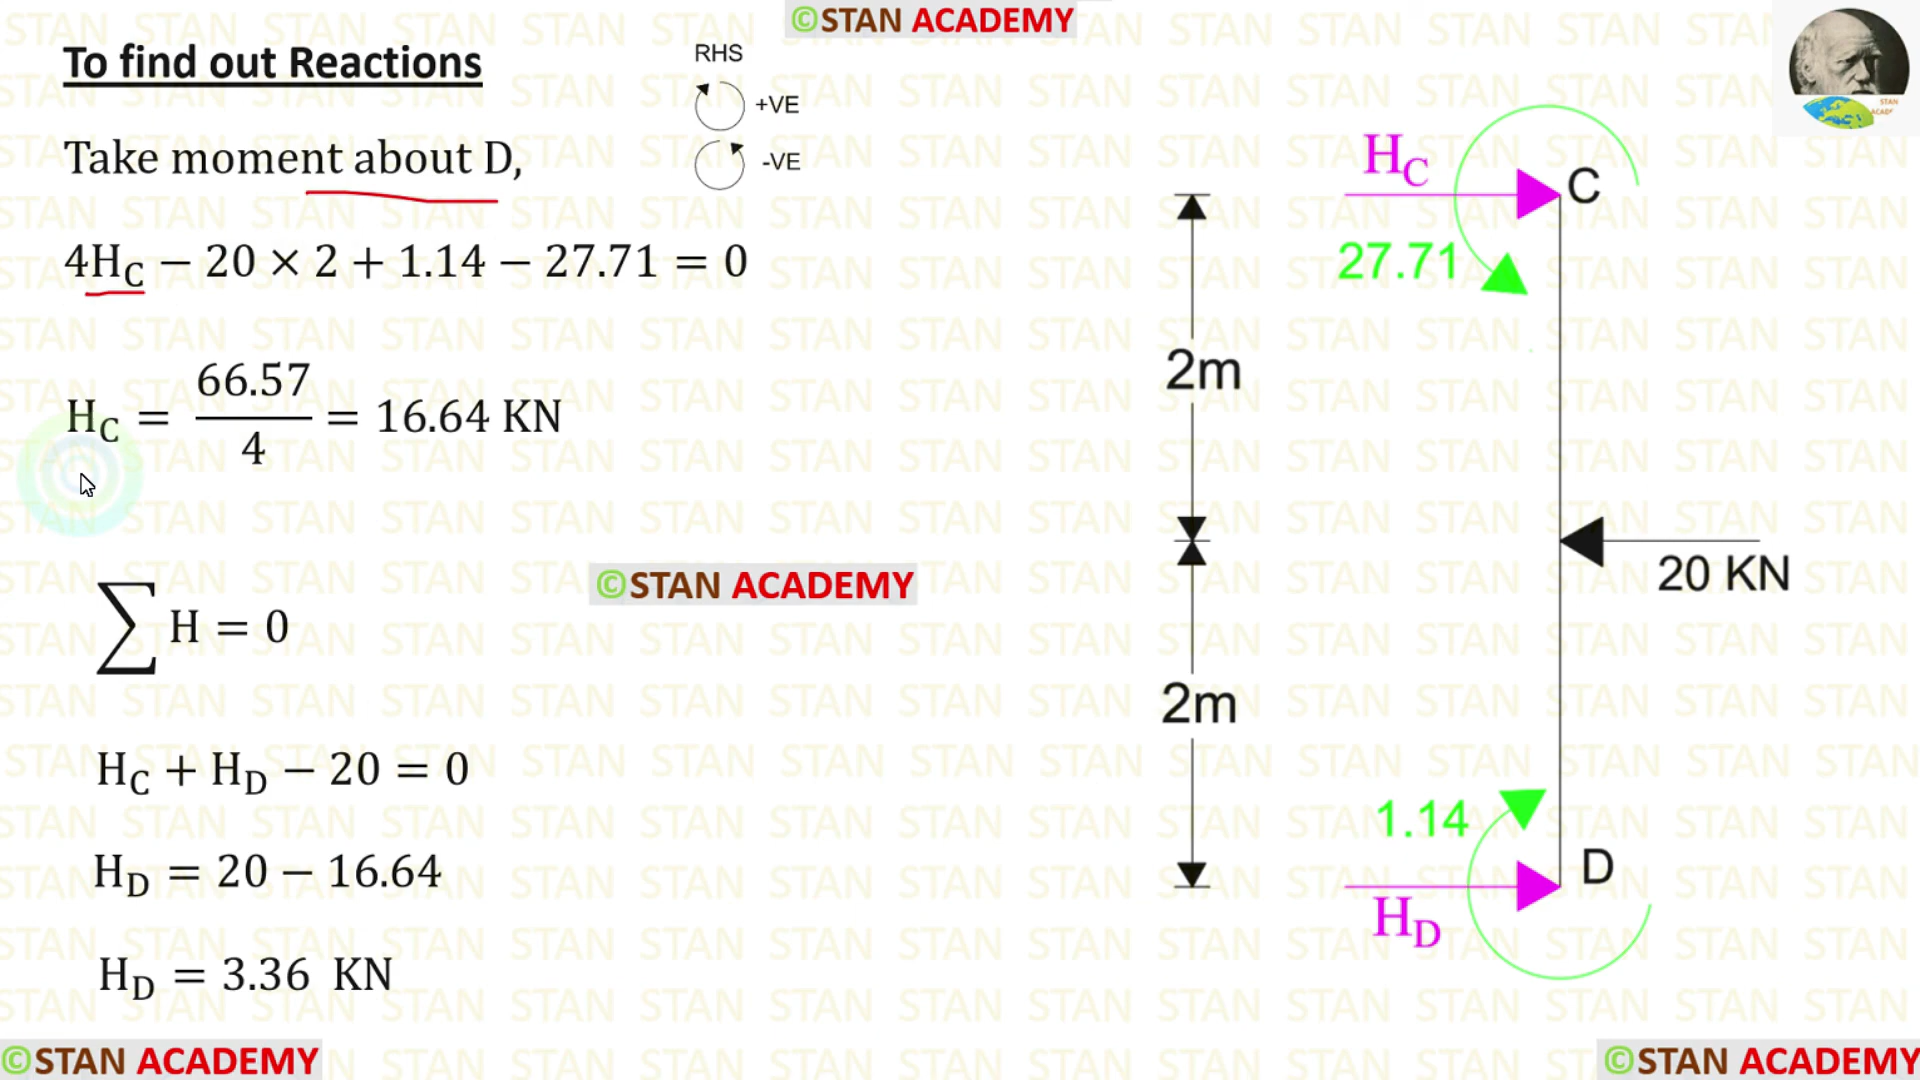 ©STAN ACADEMY
To find out Reactions
RHS
+VE
-VE
Take moment about D,
4H_C − 20 × 2 + 1.14 − 27.71 = 0
H_C = 66.57/4 = 16.64 KN
©STAN ACADEMY
∑ H = 0
H_C + H_D − 20 = 0
H_D = 20 − 16.64
H_D = 3.36 KN
H_C
C
27.71
2m
20 KN
2m
1.14
D
H_D
©STAN ACADEMY
©STAN ACADEMY